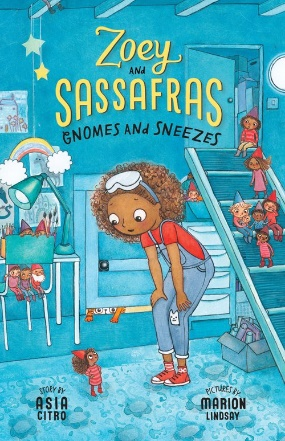 Zoey
AND
SASSAFRAS
GNOMES AND SNEEZES
STORY BY
ASIA
CITRO
PICTURES BY
MARION
LINDSAY